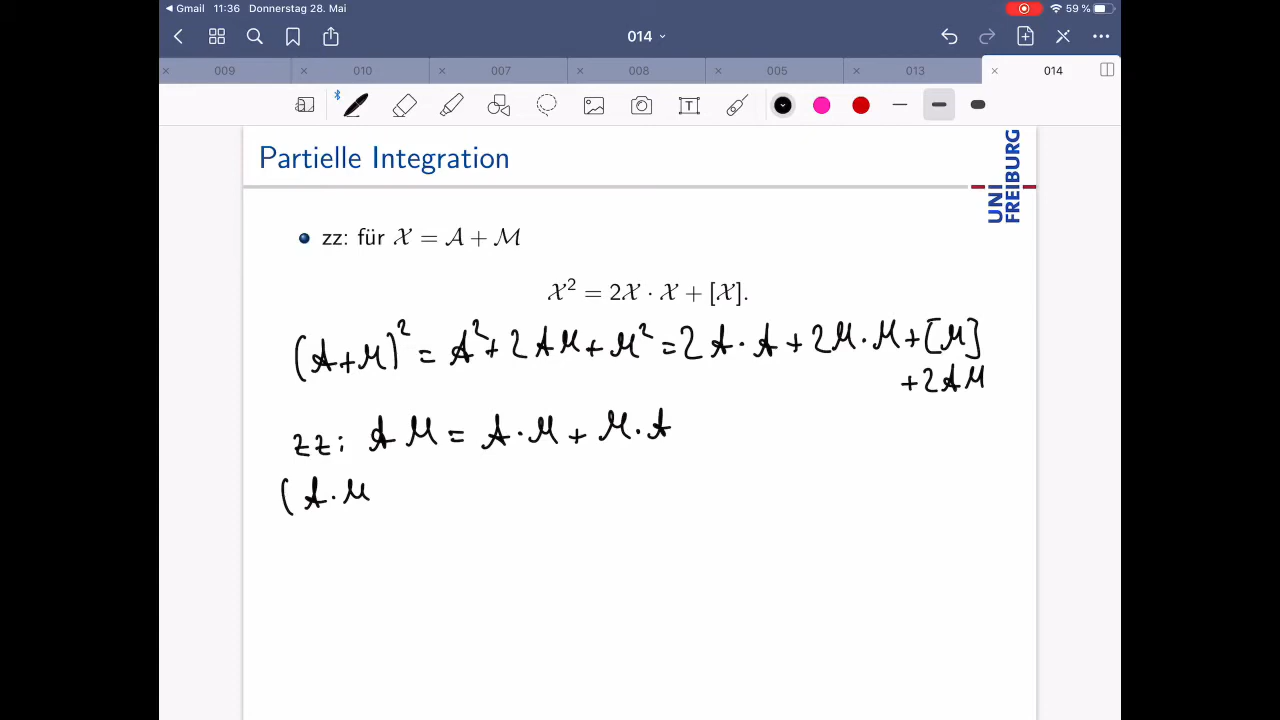 Gmail 11:36 Donnerstag 28. Mai 59 %
014
009 010 007 008 005 013 014
T
Partielle Integration
UNI FREIBURG
zz: für 𝒳 = 𝒜 + ℳ
𝒳² = 2𝒳 · 𝒳 + [𝒳].
(𝒜+ℳ)² = 𝒜² + 2𝒜ℳ + ℳ² = 2𝒜·𝒜 + 2ℳ·ℳ + [ℳ]
+2𝒜ℳ
zz: 𝒜ℳ = 𝒜·ℳ + ℳ·𝒜
(𝒜·ℳ